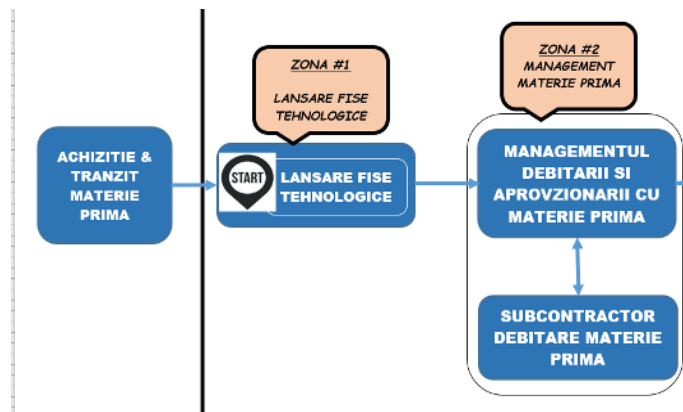 ZONA #1
LANSARE FISE
TEHNOLOGICE
ZONA #2
MANAGEMENT
MATERIE PRIMA
ACHIZITIE &
TRANZIT
MATERIE
PRIMA
START
LANSARE FISE
TEHNOLOGICE
MANAGEMENTUL
DEBITARII SI
APROVZIONARII CU
MATERIE PRIMA
SUBCONTRACTOR
DEBITARE MATERIE
PRIMA